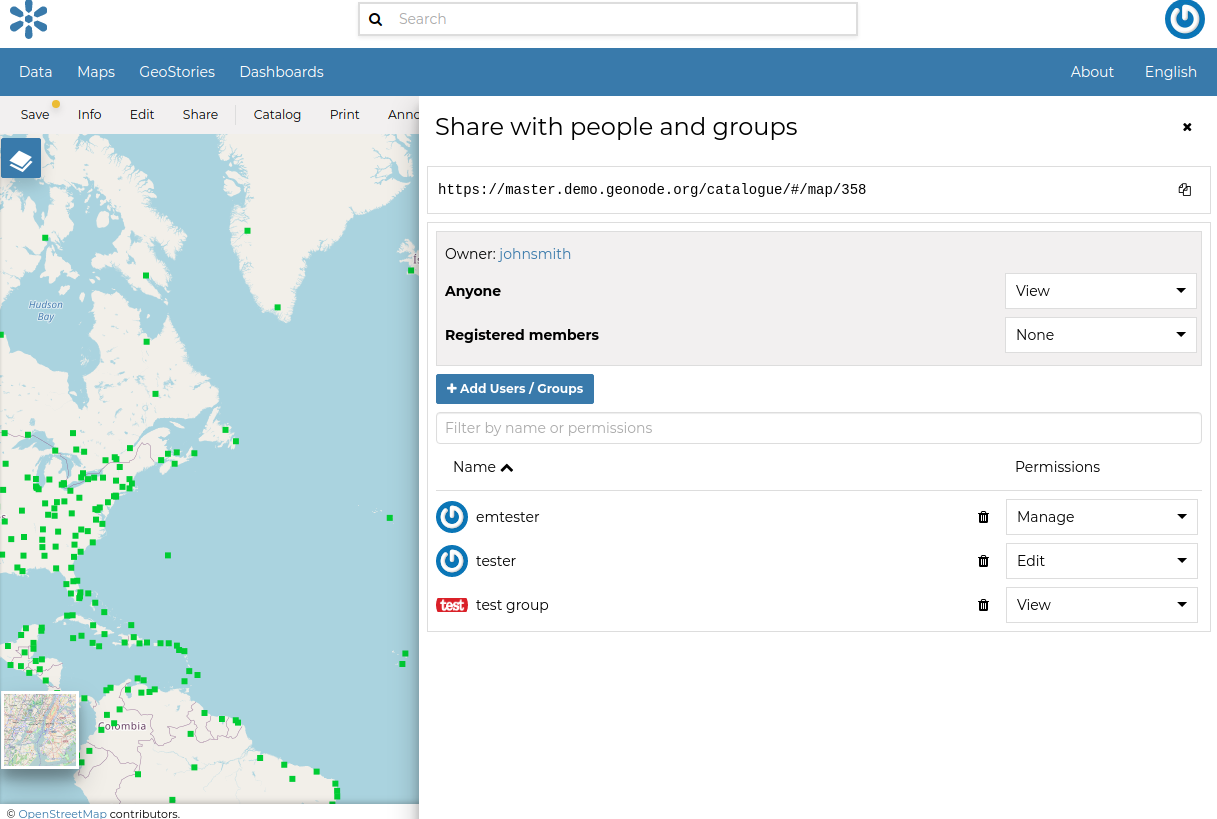 Search
Data Maps GeoStories Dashboards About English
Save Info Edit Share Catalog Print Anno
Share with people and groups
https://master.demo.geonode.org/catalogue/#/map/358
Owner: johnsmith
Anyone View
Registered members None
+ Add Users / Groups
Filter by name or permissions
Name Permissions
emtester Manage
tester Edit
test test group View
Hudson
Bay
Colombia
© OpenStreetMap contributors.